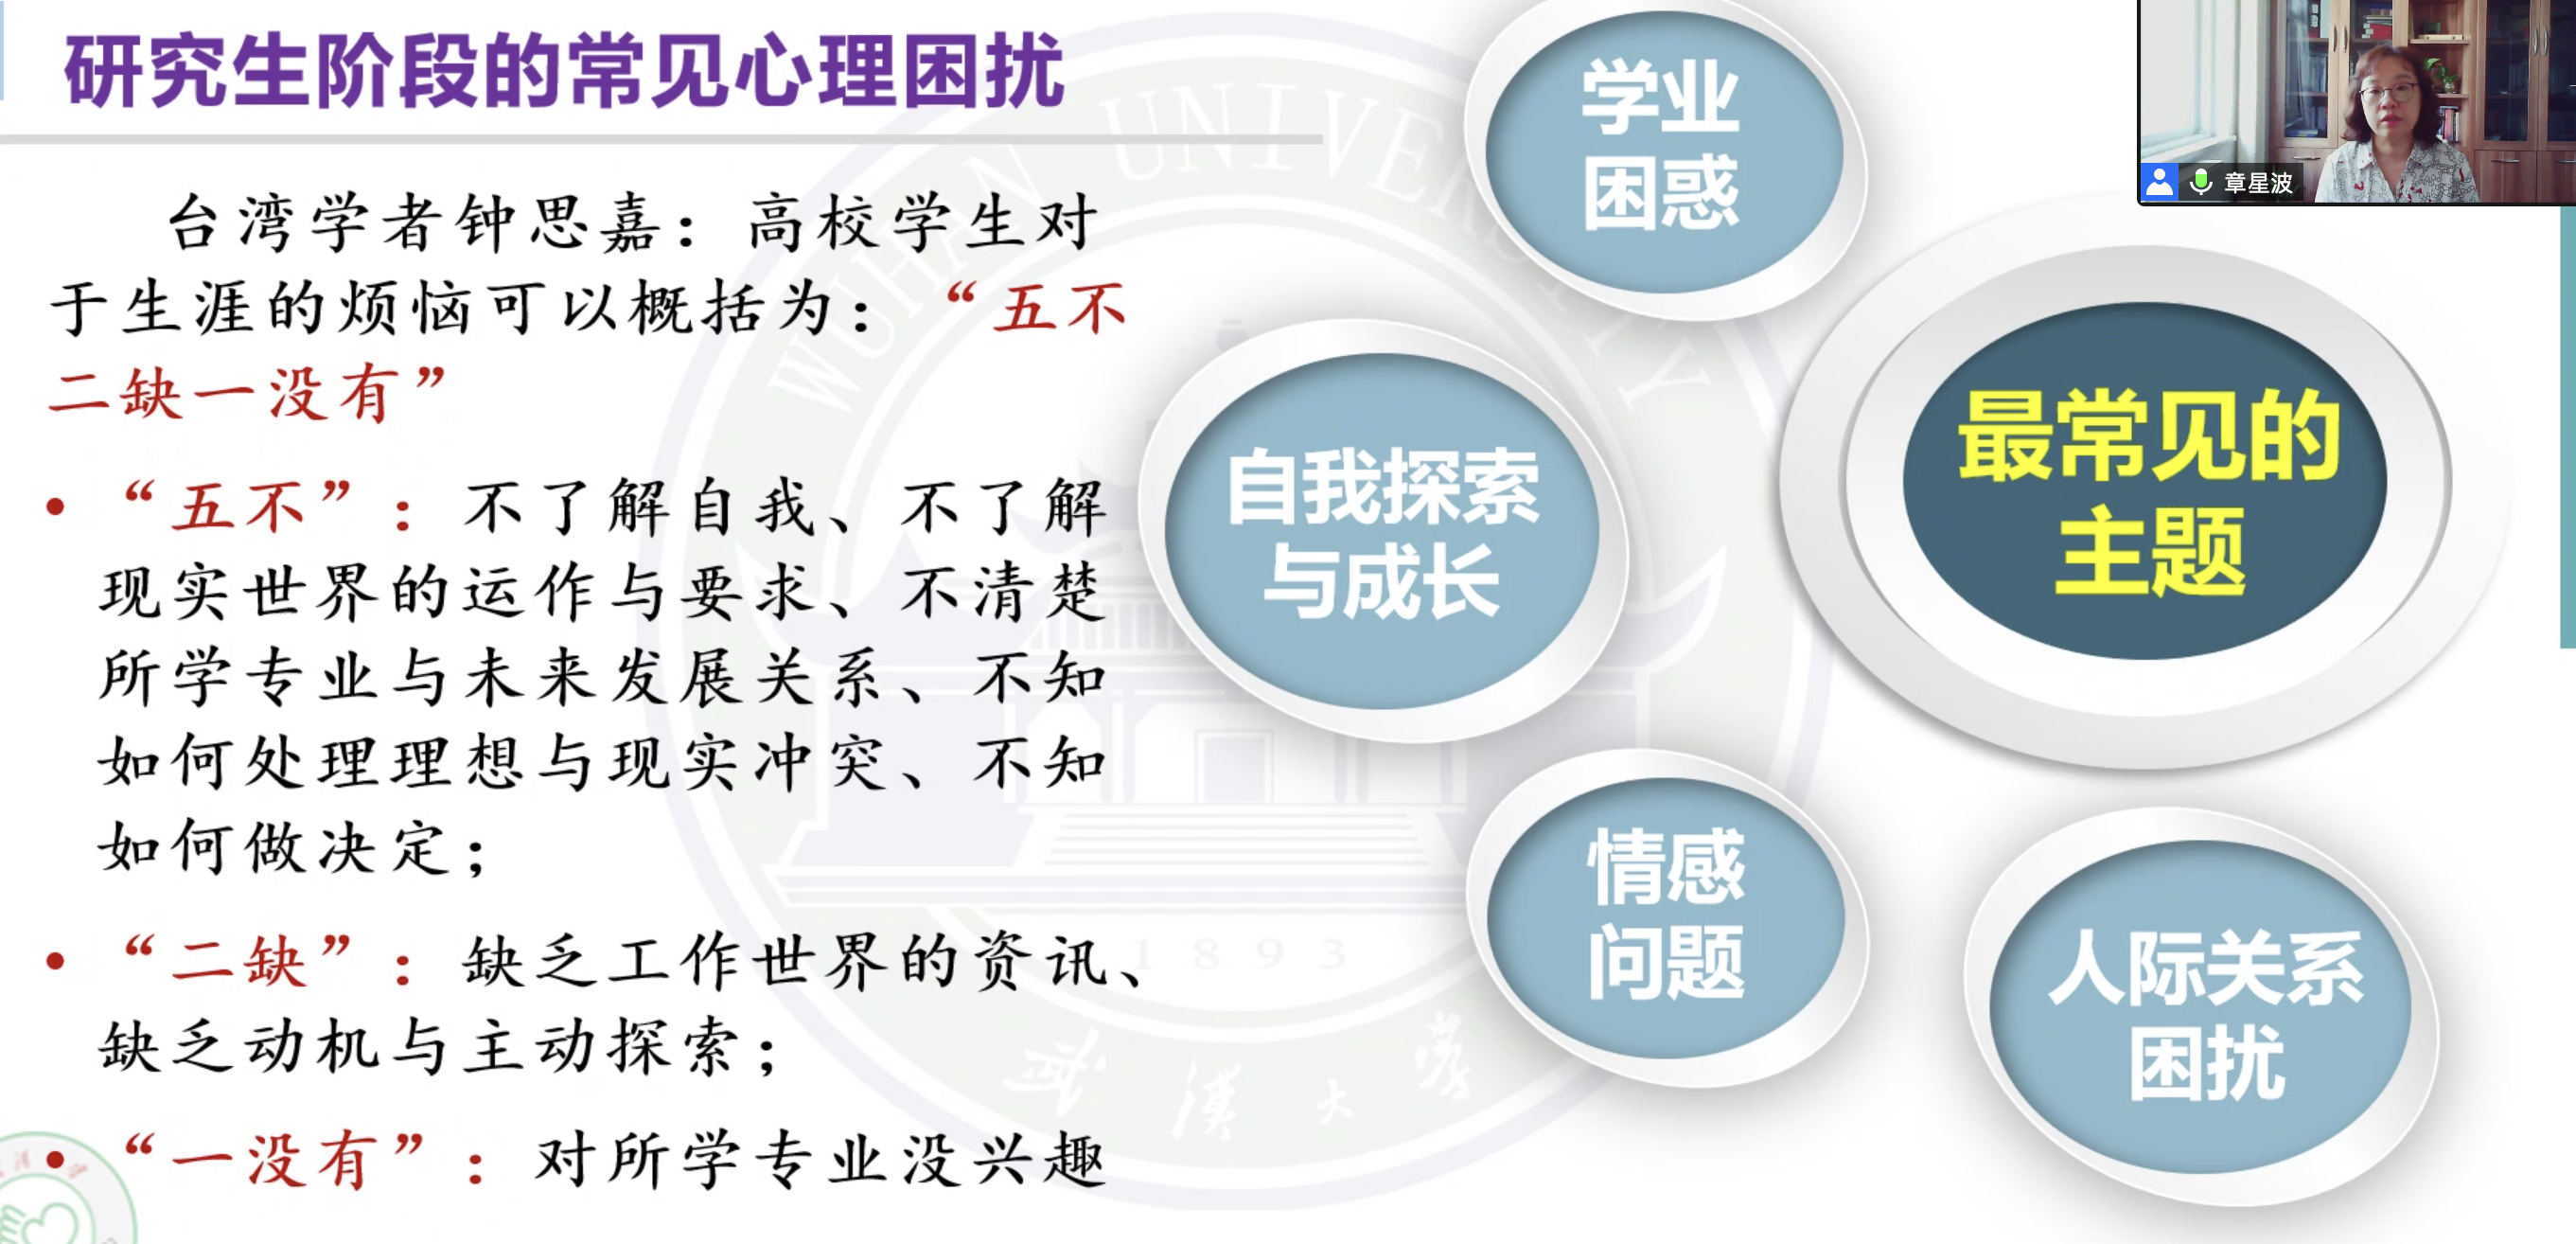 研究生阶段的常见心理困扰
台湾学者钟思嘉：高校学生对
于生涯的烦恼可以概括为：“五不
二缺一没有”
• “五不”：不了解自我、不了解
现实世界的运作与要求、不清楚
所学专业与未来发展关系、不知
如何处理理想与现实冲突、不知
如何做决定；
• “二缺”：缺乏工作世界的资讯、
缺乏动机与主动探索；
• “一没有”：对所学专业没兴趣
学业
困惑
自我探索
与成长
情感
问题
人际关系
困扰
最常见的
主题
章星波
WUHAN UNIVERSITY
1893
武漢大學